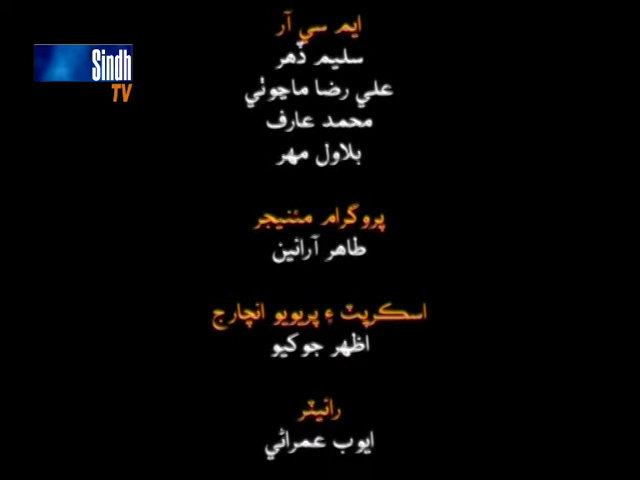 Sindh
TV
ايم سي آر
سليم ڏهر
علي رضا ماڇوٺي
محمد عارف
بلاول مهر
پروگرام مئنيجر
طاهر آرائين
اسڪرپٽ ۽ پريويو انچارج
اظهر جوکيو
رائيٽر
ايوب عمراڻي